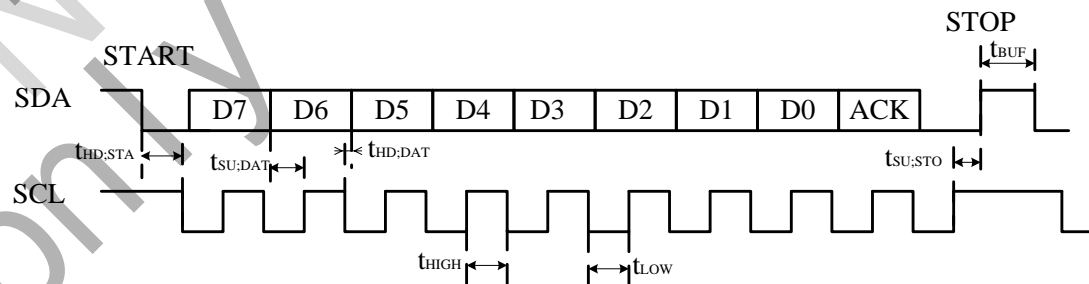 STOP
START
tBUF
SDA
D7 D6 D5 D4 D3 D2 D1 D0 ACK
tHD;STA
tSU;DAT
tHD;DAT
tSU;STO
SCL
tHIGH
tLOW
only